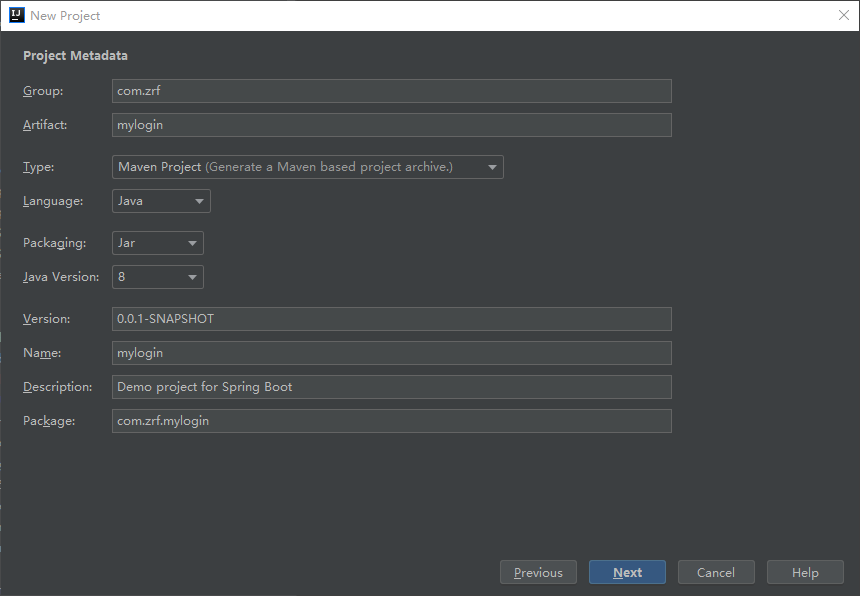 New Project
Project Metadata
Group: com.zrf
Artifact: mylogin
Type: Maven Project (Generate a Maven based project archive.)
Language: Java
Packaging: Jar
Java Version: 8
Version: 0.0.1-SNAPSHOT
Name: mylogin
Description: Demo project for Spring Boot
Package: com.zrf.mylogin
Previous Next Cancel Help